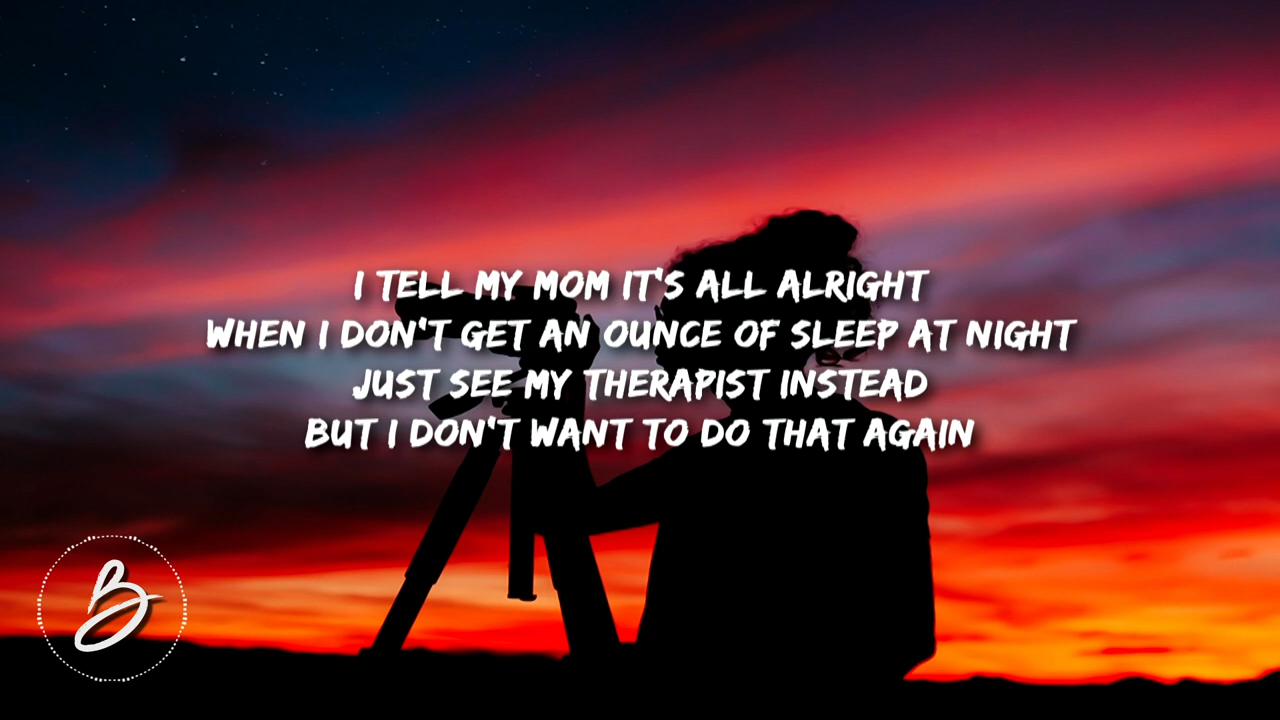 I TELL MY MOM IT'S ALL ALRIGHT
WHEN I DON'T GET AN OUNCE OF SLEEP AT NIGHT
JUST SEE MY THERAPIST INSTEAD
BUT I DON'T WANT TO DO THAT AGAIN
B